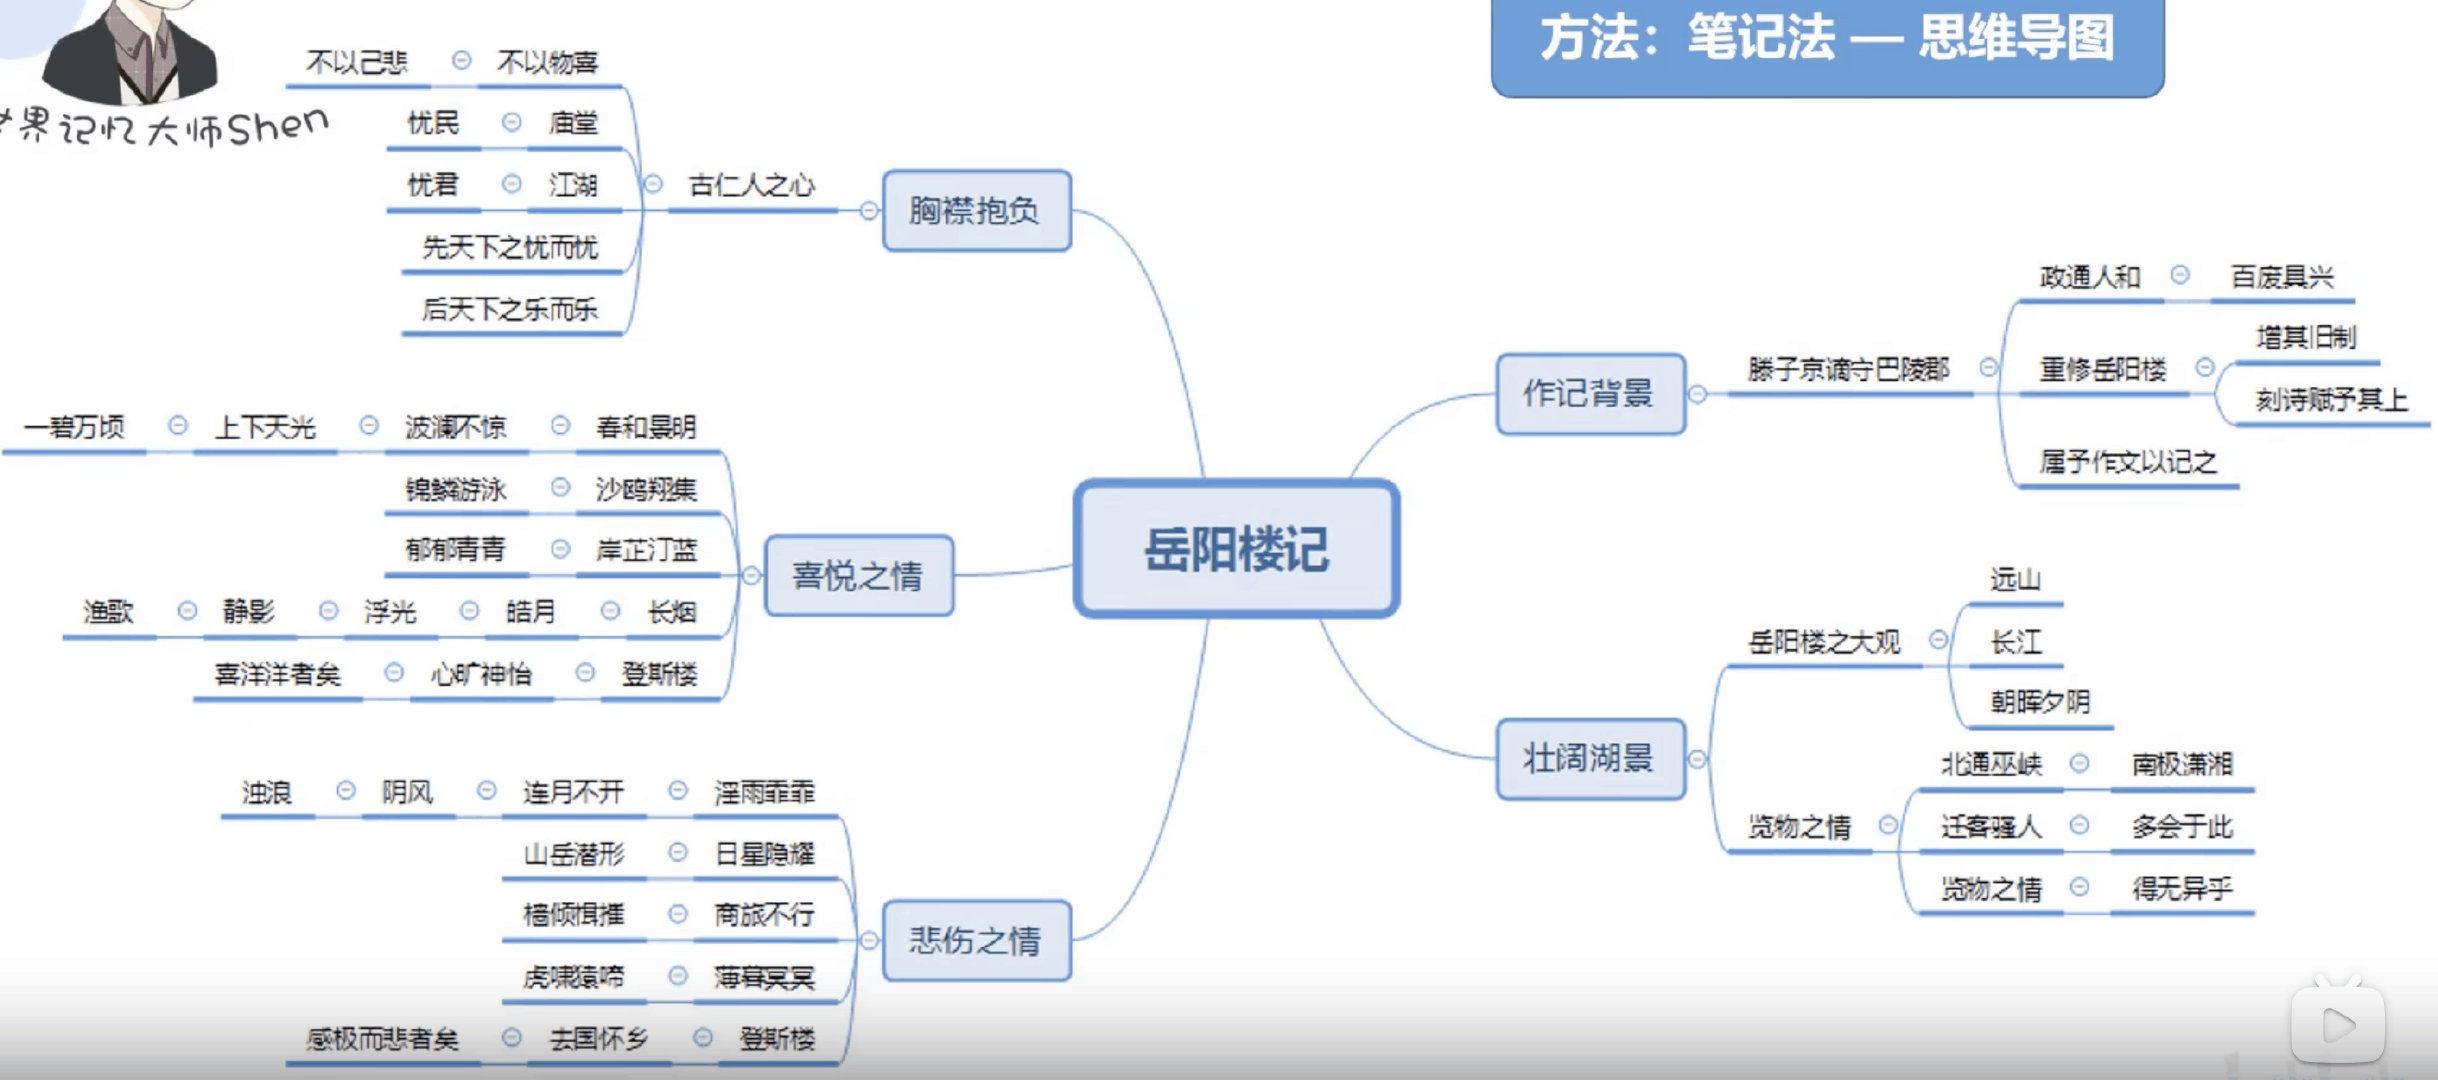 方法：笔记法 — 思维导图
世界记忆大师Shen
岳阳楼记
作记背景
滕子京谪守巴陵郡
政通人和 百废具兴
重修岳阳楼
增其旧制
刻诗赋予其上
属予作文以记之
壮阔湖景
岳阳楼之大观
远山
长江
朝晖夕阴
览物之情
北通巫峡 南极潇湘
迁客骚人 多会于此
览物之情 得无异乎
胸襟抱负
古仁人之心
不以己悲 不以物喜
忧民 庙堂
忧君 江湖
先天下之忧而忧
后天下之乐而乐
喜悦之情
一碧万顷 上下天光 波澜不惊 春和景明
锦鳞游泳 沙鸥翔集
郁郁青青 岸芷汀蓝
渔歌 静影 浮光 皓月 长烟
喜洋洋者矣 心旷神怡 登斯楼
悲伤之情
浊浪 阴风 连月不开 淫雨霏霏
山岳潜形 日星隐耀
樯倾楫摧 商旅不行
虎啸猿啼 薄暮冥冥
感极而悲者矣 去国怀乡 登斯楼